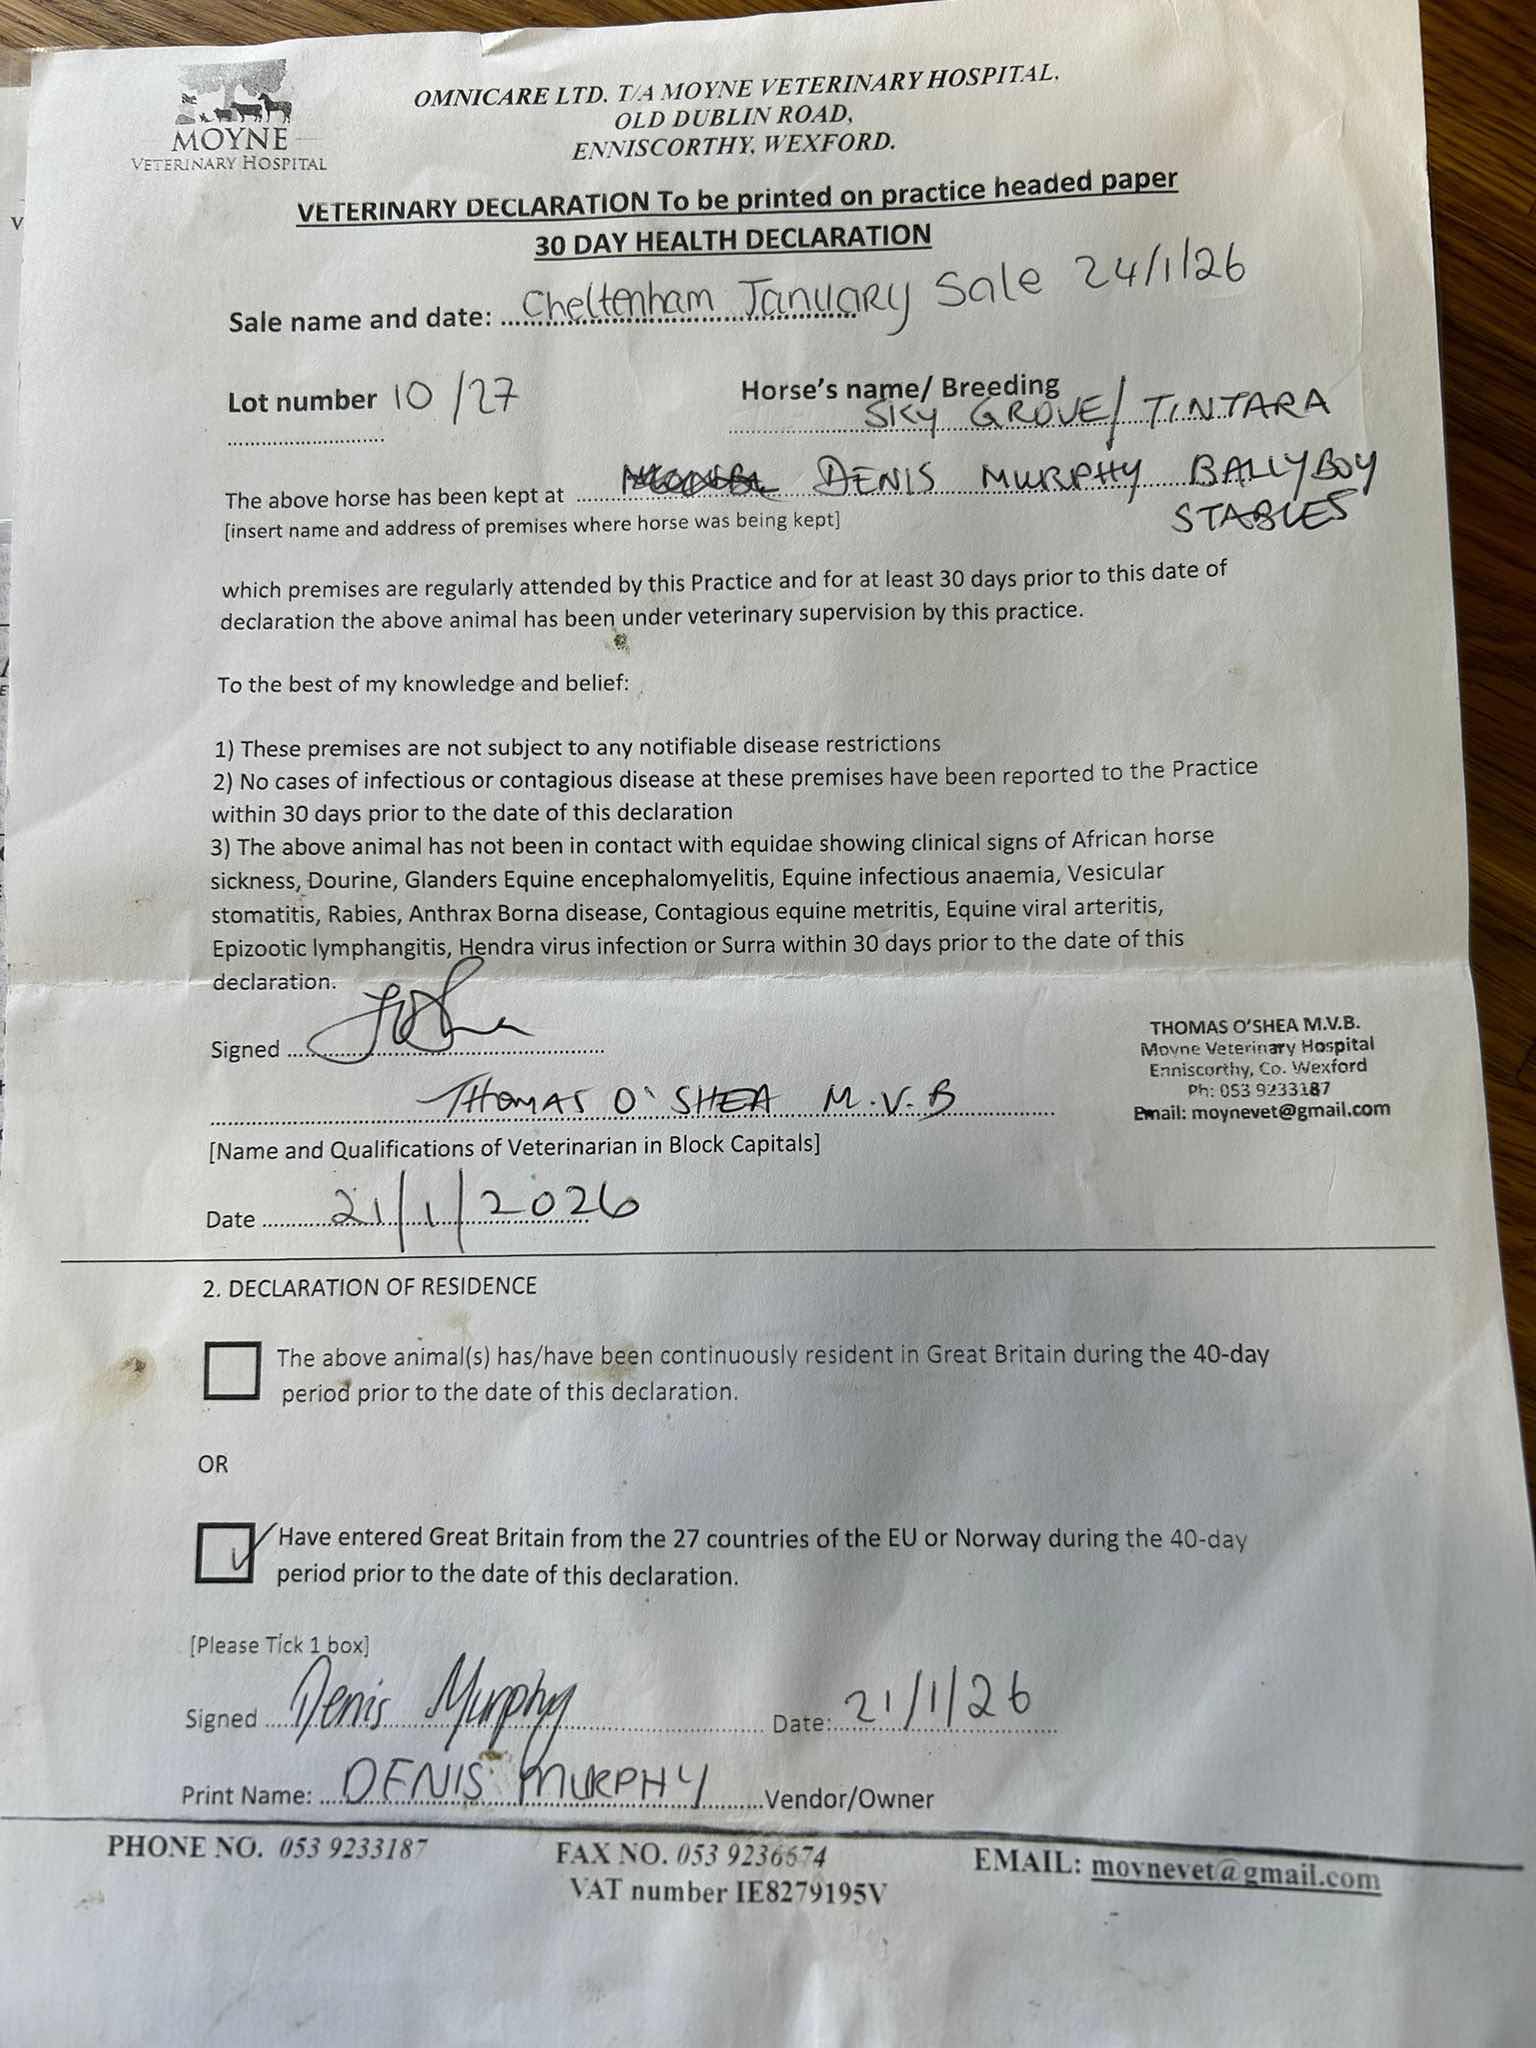 MOYNE
VETERINARY HOSPITAL
OMNICARE LTD. T/A MOYNE VETERINARY HOSPITAL,
OLD DUBLIN ROAD,
ENNISCORTHY, WEXFORD.
VETERINARY DECLARATION To be printed on practice headed paper
30 DAY HEALTH DECLARATION
Sale name and date: Cheltenham January Sale 24/1/26
Lot number 10/27
Horse's name/ Breeding
SKY GROVE/ TINTARA
The above horse has been kept at DENIS MURPHY BALLYBOY
STABLES
[insert name and address of premises where horse was being kept]
which premises are regularly attended by this Practice and for at least 30 days prior to this date of
declaration the above animal has been under veterinary supervision by this practice.
To the best of my knowledge and belief:
1) These premises are not subject to any notifiable disease restrictions
2) No cases of infectious or contagious disease at these premises have been reported to the Practice
within 30 days prior to the date of this declaration
3) The above animal has not been in contact with equidae showing clinical signs of African horse
sickness, Dourine, Glanders Equine encephalomyelitis, Equine infectious anaemia, Vesicular
stomatitis, Rabies, Anthrax Borna disease, Contagious equine metritis, Equine viral arteritis,
Epizootic lymphangitis, Hendra virus infection or Surra within 30 days prior to the date of this
declaration.
Signed
THOMAS O'SHEA M.V.B.
Moyne Veterinary Hospital
Enniscorthy, Co. Wexford
Ph: 053 9233187
Email: moynevet@gmail.com
THOMAS O'SHEA M.V.B
[Name and Qualifications of Veterinarian in Block Capitals]
Date 21/1/2026
2. DECLARATION OF RESIDENCE
The above animal(s) has/have been continuously resident in Great Britain during the 40-day
period prior to the date of this declaration.
OR
Have entered Great Britain from the 27 countries of the EU or Norway during the 40-day
period prior to the date of this declaration.
[Please Tick 1 box]
Signed Denis Murphy Date: 21/1/26
Print Name: DENIS MURPHY Vendor/Owner
PHONE NO. 053 9233187 FAX NO. 053 9236574 EMAIL: moynevet@gmail.com
VAT number IE8279195V